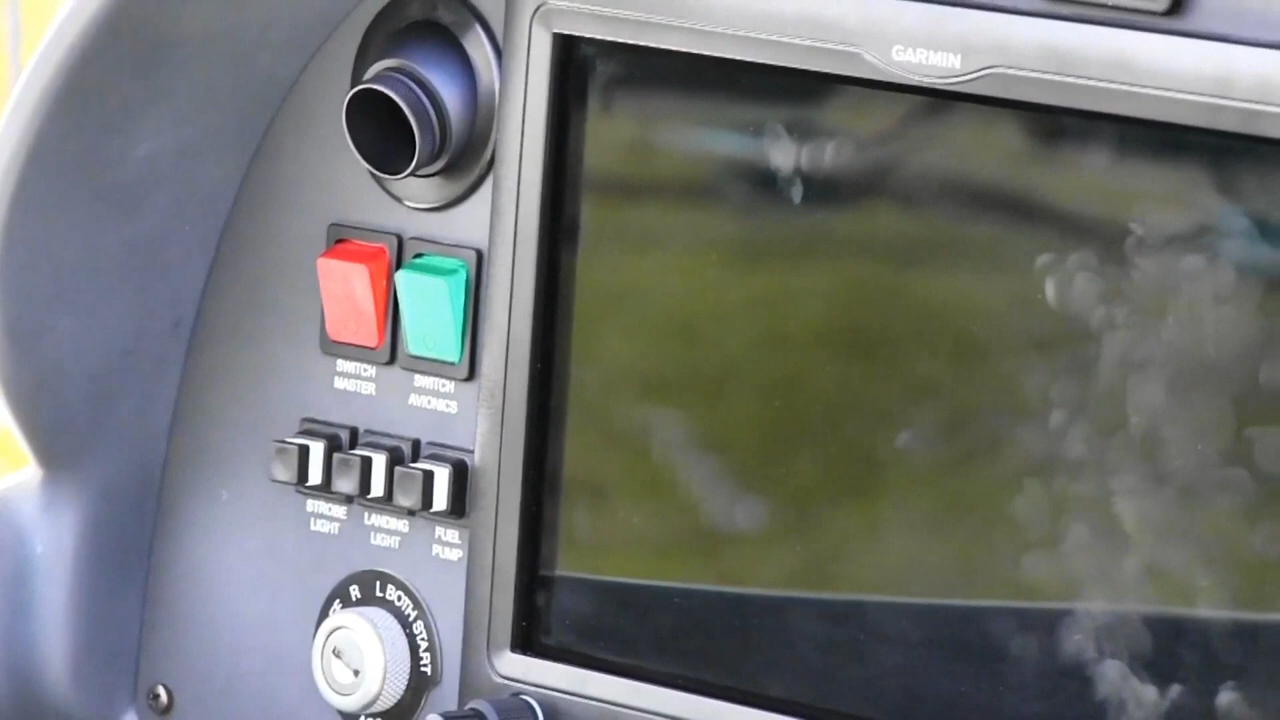 GARMIN
SWITCH
MASTER
SWITCH
AVIONICS
STROBE
LIGHT
LANDING
LIGHT
FUEL
PUMP
R L BOTH START